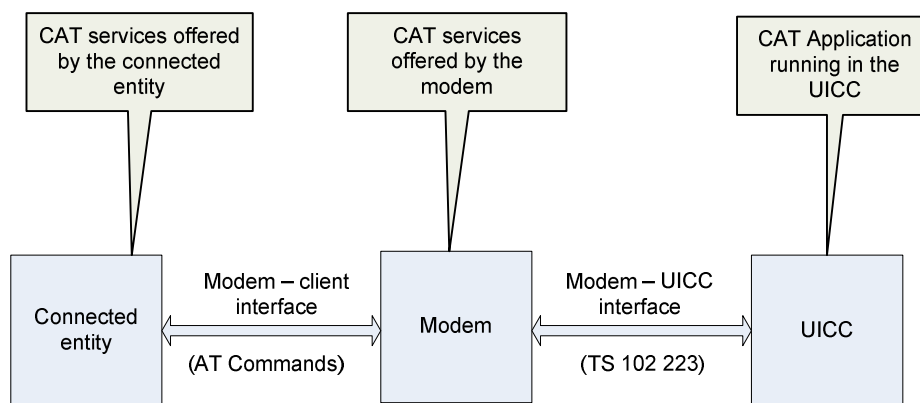 CAT services offered
by the connected
entity
CAT services
offered by the
modem
CAT Application
running in the
UICC
Connected
entity
Modem – client
interface
(AT Commands)
Modem
Modem – UICC
interface
(TS 102 223)
UICC